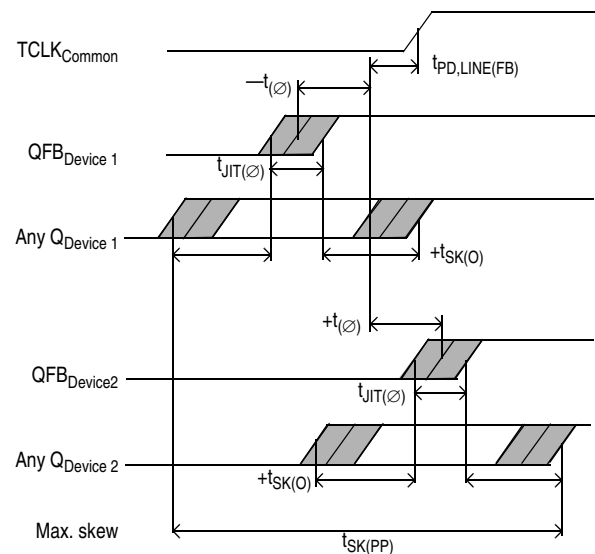 TCLKCommon
tPD,LINE(FB)
—t(∅)
QFBDevice 1
tJIT(∅)
Any QDevice 1
+tSK(O)
+t(∅)
QFBDevice2
tJIT(∅)
Any QDevice 2
+tSK(O)
Max. skew
tSK(PP)